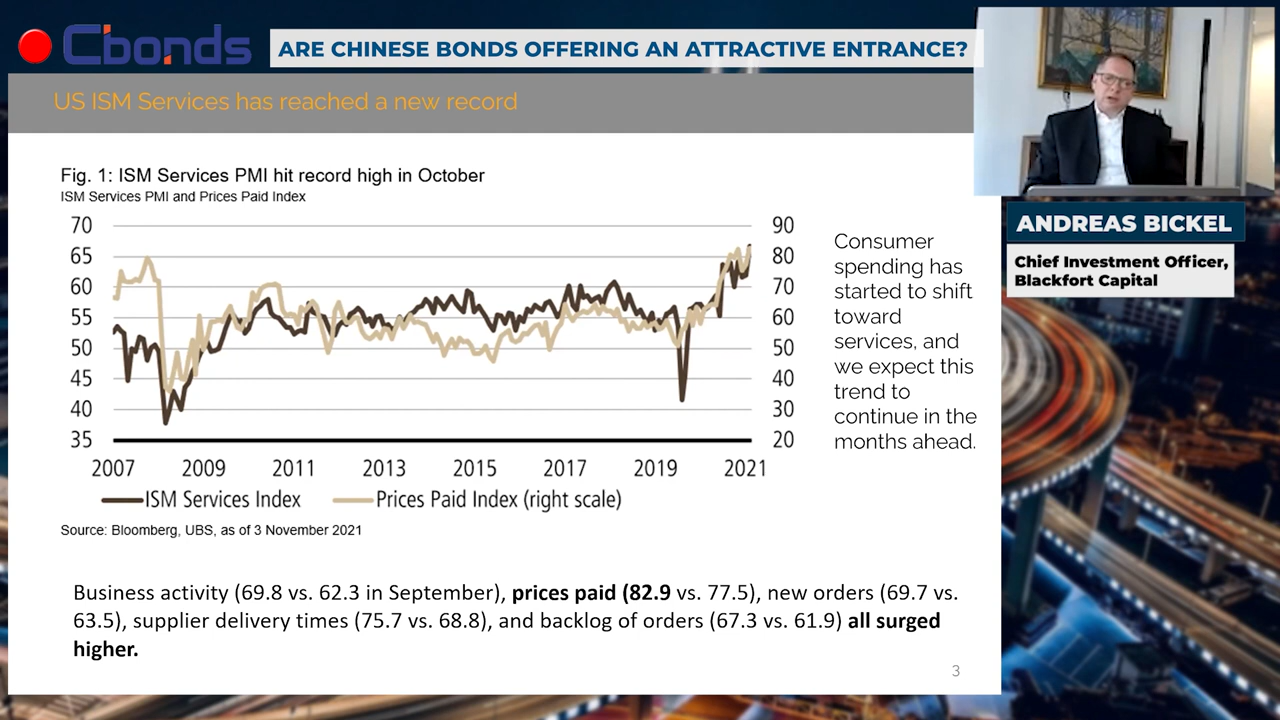 Cbonds
ARE CHINESE BONDS OFFERING AN ATTRACTIVE ENTRANCE?
US ISM Services has reached a new record
Fig. 1: ISM Services PMI hit record high in October
ISM Services PMI and Prices Paid Index
70
65
60
55
50
45
40
35
90
80
70
60
50
40
30
20
2007 2009 2011 2013 2015 2017 2019 2021
ISM Services Index Prices Paid Index (right scale)
Source: Bloomberg, UBS, as of 3 November 2021
Consumer
spending has
started to shift
toward
services, and
we expect this
trend to
continue in the
months ahead.
Business activity (69.8 vs. 62.3 in September), prices paid (82.9 vs. 77.5), new orders (69.7 vs.
63.5), supplier delivery times (75.7 vs. 68.8), and backlog of orders (67.3 vs. 61.9) all surged
higher.
3
ANDREAS BICKEL
Chief Investment Officer,
Blackfort Capital